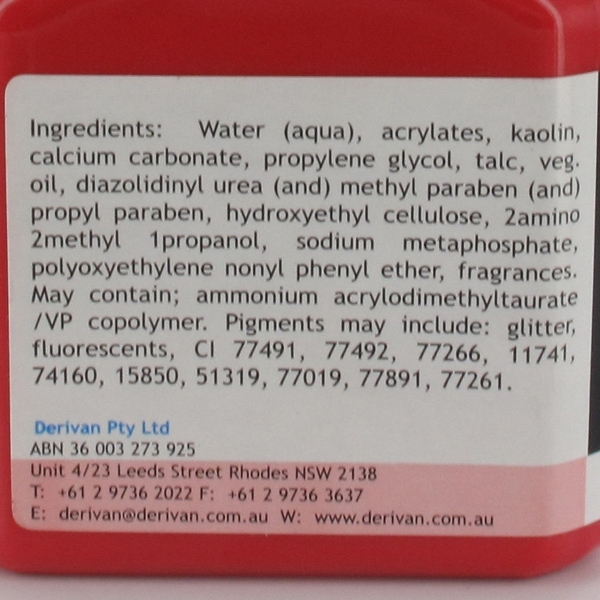 Ingredients: Water (aqua), acrylates, kaolin,
calcium carbonate, propylene glycol, talc, veg.
oil, diazolidinyl urea (and) methyl paraben (and)
propyl paraben, hydroxyethyl cellulose, 2amino
2methyl 1propanol, sodium metaphosphate,
polyoxyethylene nonyl phenyl ether, fragrances.
May contain; ammonium acrylodimethyltaurate
/VP copolymer. Pigments may include: glitter,
fluorescents, CI 77491, 77492, 77266, 11741,
74160, 15850, 51319, 77019, 77891, 77261.
Derivan Pty Ltd
ABN 36 003 273 925
Unit 4/23 Leeds Street Rhodes NSW 2138
T: +61 2 9736 2022 F: +61 2 9736 3637
E: derivan@derivan.com.au W: www.derivan.com.au